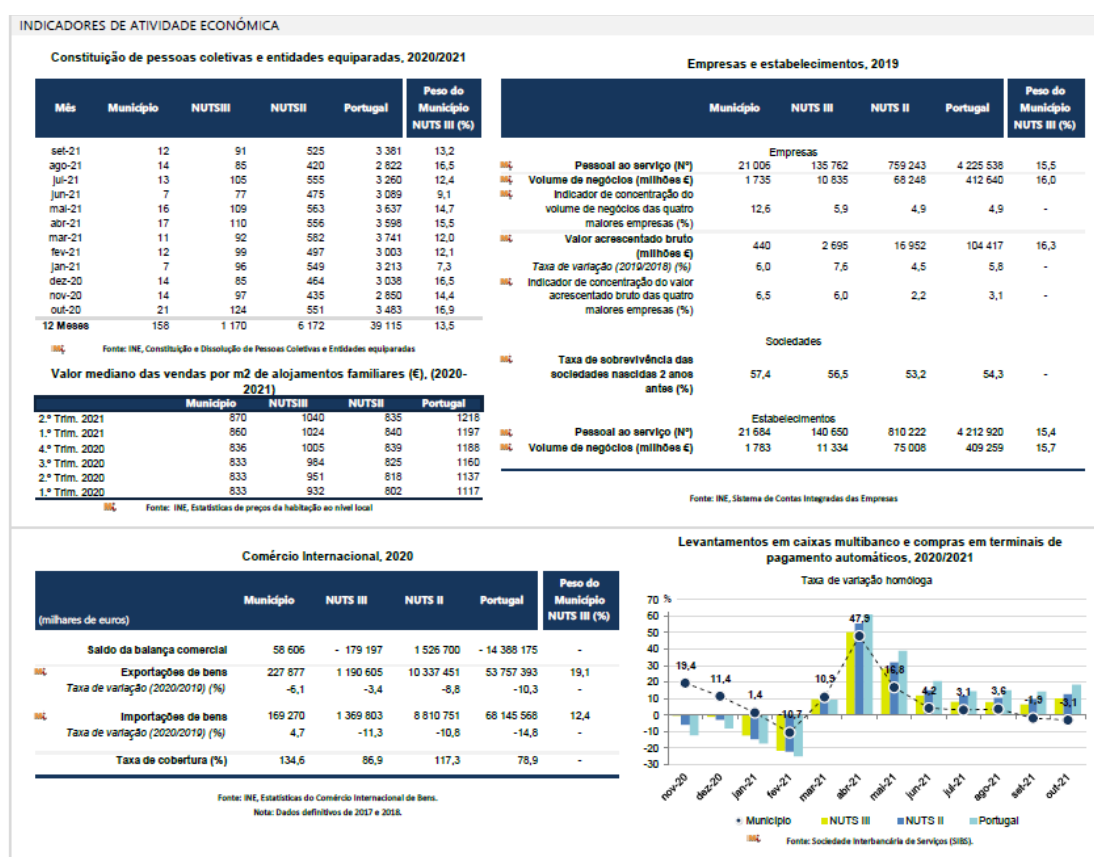 INDICADORES DE ATIVIDADE ECONÓMICA
Constituição de pessoas coletivas e entidades equiparadas, 2020/2021
Mês Município NUTSIII NUTSII Portugal Peso do Município NUTS III (%)
set-21 12 91 525 3 381 13,2
ago-21 14 85 420 2 822 16,5
jul-21 13 105 555 3 260 12,4
jun-21 7 77 475 3 089 9,1
mai-21 16 109 563 3 637 14,7
abr-21 17 110 556 3 598 15,5
mar-21 11 92 582 3 741 12,0
fev-21 12 99 497 3 003 12,1
jan-21 7 96 549 3 213 7,3
dez-20 14 85 464 3 038 16,5
nov-20 14 97 435 2 850 14,4
out-20 21 124 551 3 483 16,9
12 Meses 158 1 170 6 172 39 115 13,5
Fonte: INE, Constituição e Dissolução de Pessoas Coletivas e Entidades equiparadas
Valor mediano das vendas por m2 de alojamentos familiares (€), (2020-
2021)
Município NUTSIII NUTSII Portugal
2.º Trim. 2021 870 1040 835 1218
1.º Trim. 2021 860 1024 840 1197
4.º Trim. 2020 836 1005 839 1188
3.º Trim. 2020 833 984 825 1160
2.º Trim. 2020 833 951 818 1137
1.º Trim. 2020 833 932 802 1117
Fonte: INE, Estatísticas de preços da habitação ao nível local
Empresas e estabelecimentos, 2019
Município NUTS III NUTS II Portugal Peso do Município NUTS III (%)
Empresas
Pessoal ao serviço (Nº) 21 006 135 762 759 243 4 225 538 15,5
Volume de negócios (milhões €) 1 735 10 835 68 248 412 640 16,0
Indicador de concentração do
volume de negócios das quatro 12,6 5,9 4,9 4,9 -
maiores empresas (%)
Valor acrescentado bruto
(milhões €) 440 2 695 16 952 104 417 16,3
Taxa de variação (2019/2018) (%) 6,0 7,6 4,5 5,8 -
Indicador de concentração do valor
acrescentado bruto das quatro 6,5 6,0 2,2 3,1 -
maiores empresas (%)
Sociedades
Taxa de sobrevivência das
sociedades nascidas 2 anos 57,4 56,5 53,2 54,3 -
antes (%)
Estabelecimentos
Pessoal ao serviço (Nº) 21 684 140 650 810 222 4 212 920 15,4
Volume de negócios (milhões €) 1 783 11 334 75 008 409 259 15,7
Fonte: INE, Sistema de Contas Integradas das Empresas
Comércio Internacional, 2020
(milhares de euros) Município NUTS III NUTS II Portugal Peso do Município NUTS III (%)
Saldo da balança comercial 58 606 - 179 197 1 526 700 - 14 388 175 -
Exportações de bens 227 877 1 190 605 10 337 451 53 757 393 19,1
Taxa de variação (2020/2019) (%) -6,1 -3,4 -8,8 -10,3 -
Importações de bens 169 270 1 369 803 8 810 751 68 145 568 12,4
Taxa de variação (2020/2019) (%) 4,7 -11,3 -10,8 -14,8 -
Taxa de cobertura (%) 134,6 86,9 117,3 78,9 -
Fonte: INE, Estatísticas do Comércio Internacional de Bens.
Nota: Dados definitivos de 2017 e 2018.
Levantamentos em caixas multibanco e compras em terminais de
pagamento automáticos, 2020/2021
Taxa de variação homóloga
70 %
60
50
40
30
20
10
0
-10
-20
-30
19,4 11,4 1,4 -10,7 10,9 47,9 16,8 4,2 3,1 3,6 -1,9 -3,1
nov-20 dez-20 jan-21 fev-21 mar-21 abr-21 mai-21 jun-21 jul-21 ago-21 set-21 out-21
Município NUTS III NUTS II Portugal
Fonte: Sociedade Interbancária de Serviços (SIBS).